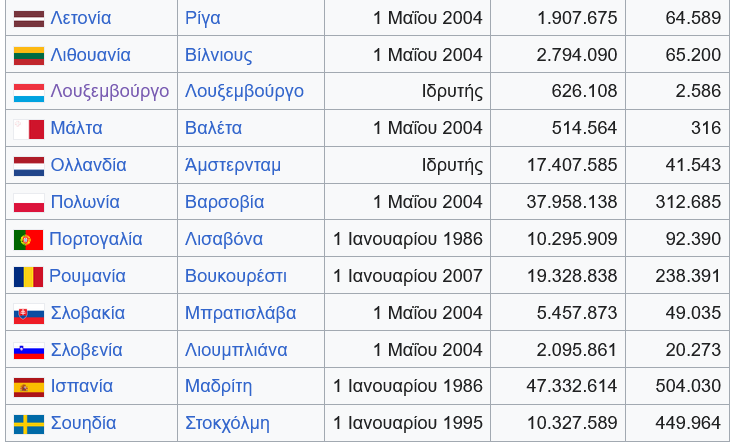 Λετονία Ρίγα 1 Μαΐου 2004 1.907.675 64.589
Λιθουανία Βίλνιους 1 Μαΐου 2004 2.794.090 65.200
Λουξεμβούργο Λουξεμβούργο Ιδρυτής 626.108 2.586
Μάλτα Βαλέτα 1 Μαΐου 2004 514.564 316
Ολλανδία Άμστερνταμ Ιδρυτής 17.407.585 41.543
Πολωνία Βαρσοβία 1 Μαΐου 2004 37.958.138 312.685
Πορτογαλία Λισαβόνα 1 Ιανουαρίου 1986 10.295.909 92.390
Ρουμανία Βουκουρέστι 1 Ιανουαρίου 2007 19.328.838 238.391
Σλοβακία Μπρατισλάβα 1 Μαΐου 2004 5.457.873 49.035
Σλοβενία Λιουμπλιάνα 1 Μαΐου 2004 2.095.861 20.273
Ισπανία Μαδρίτη 1 Ιανουαρίου 1986 47.332.614 504.030
Σουηδία Στοκχόλμη 1 Ιανουαρίου 1995 10.327.589 449.964